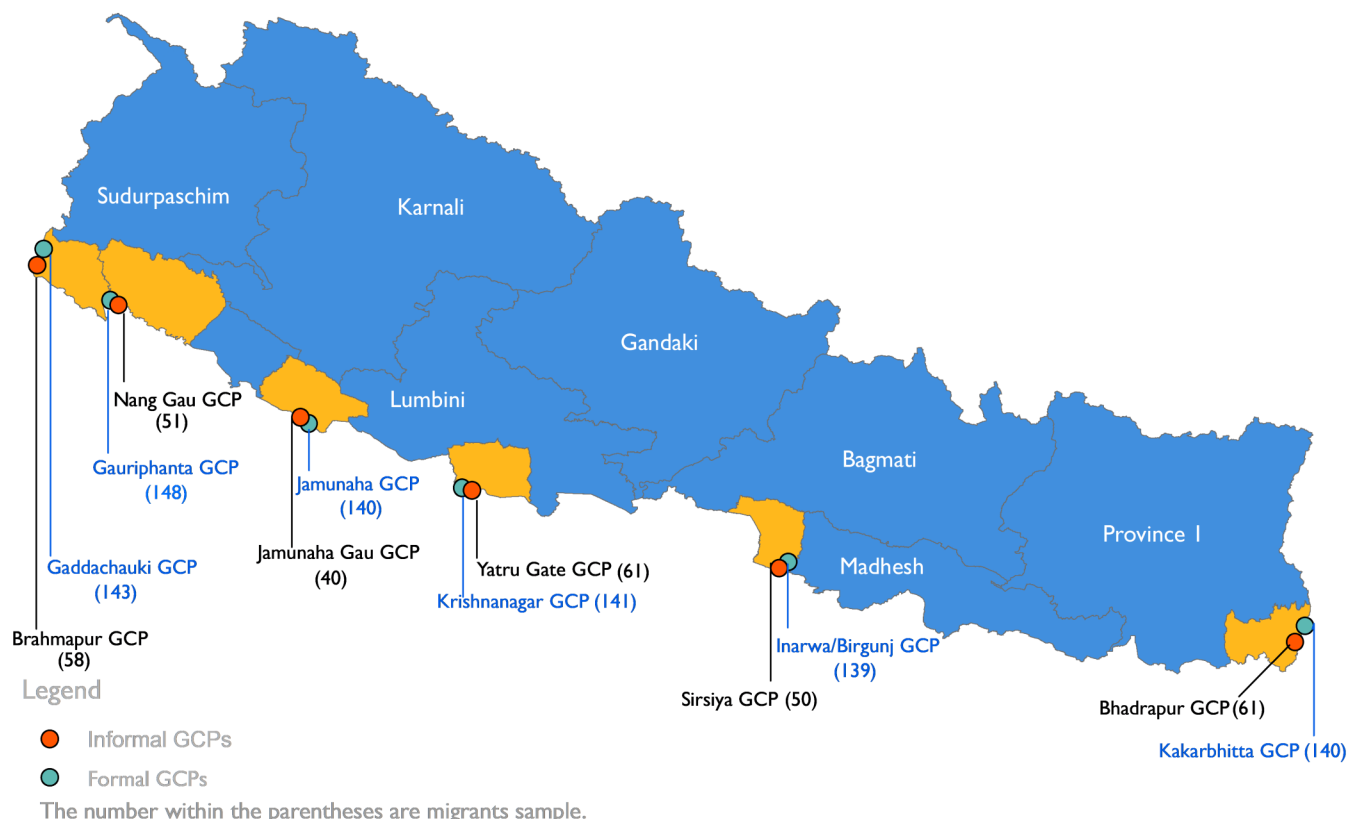 Sudurpaschim
Karnali
Gandaki
Lumbini
Bagmati
Province 1
Madhesh
Nang Gau GCP
(51)
Gauriphanta GCP
(148)
Jamunaha GCP
(140)
Jamunaha Gau GCP
(40)
Gaddachauki GCP
(143)
Yatru Gate GCP (61)
Krishnanagar GCP (141)
Brahmapur GCP
(58)
Inarwa/Birgunj GCP
(139)
Sirsiya GCP (50)
Bhadrapur GCP (61)
Kakarbhitta GCP (140)
Legend
Informal GCPs
Formal GCPs
The number within the parentheses are migrants sample.